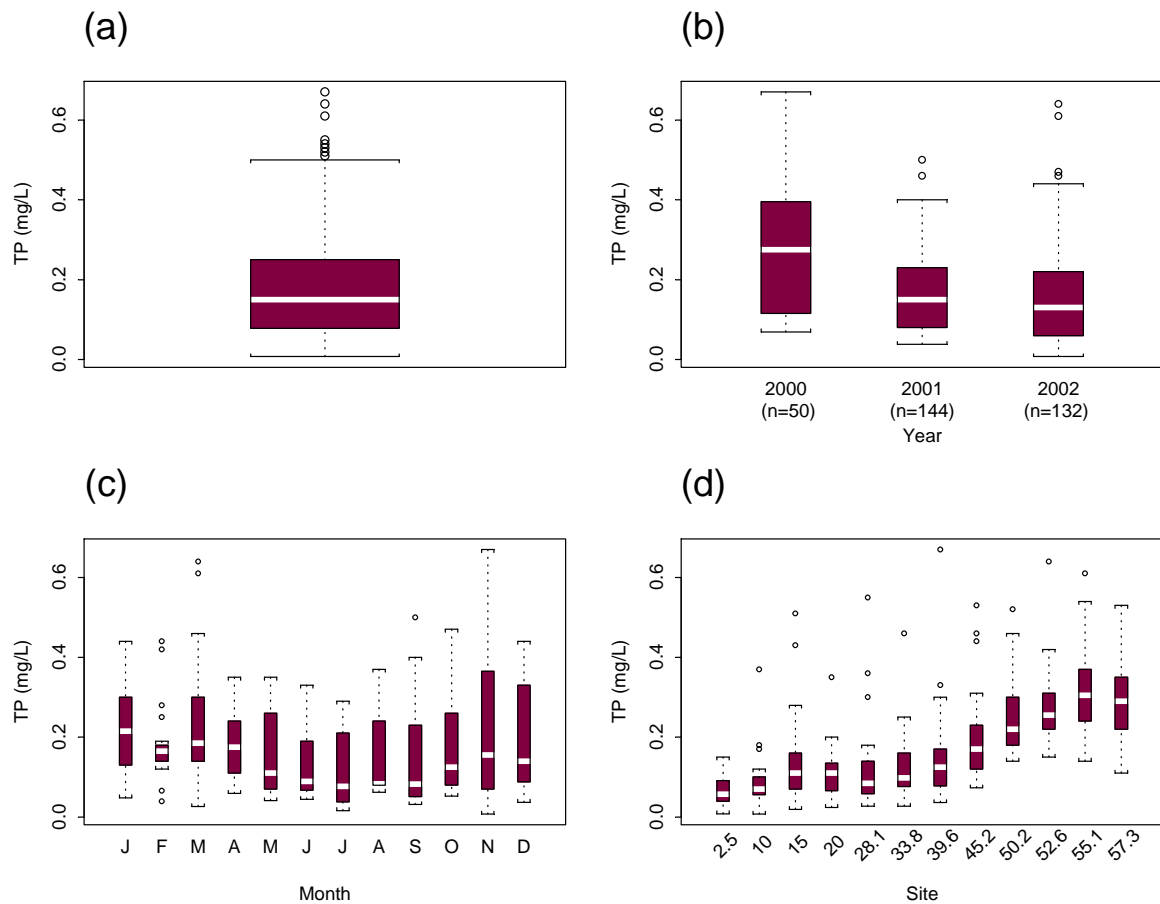 (a)
TP (mg/L)
0.0 0.2 0.4 0.6
(b)
TP (mg/L)
0.0 0.2 0.4 0.6
2000 2001 2002
(n=50) (n=144) (n=132)
Year
(c)
TP (mg/L)
0.0 0.2 0.4 0.6
J F M A M J J A S O N D
Month
(d)
TP (mg/L)
0.0 0.2 0.4 0.6
2.5 10 15 20 28.1 33.8 39.6 45.2 50.2 52.6 55.1 57.3
Site